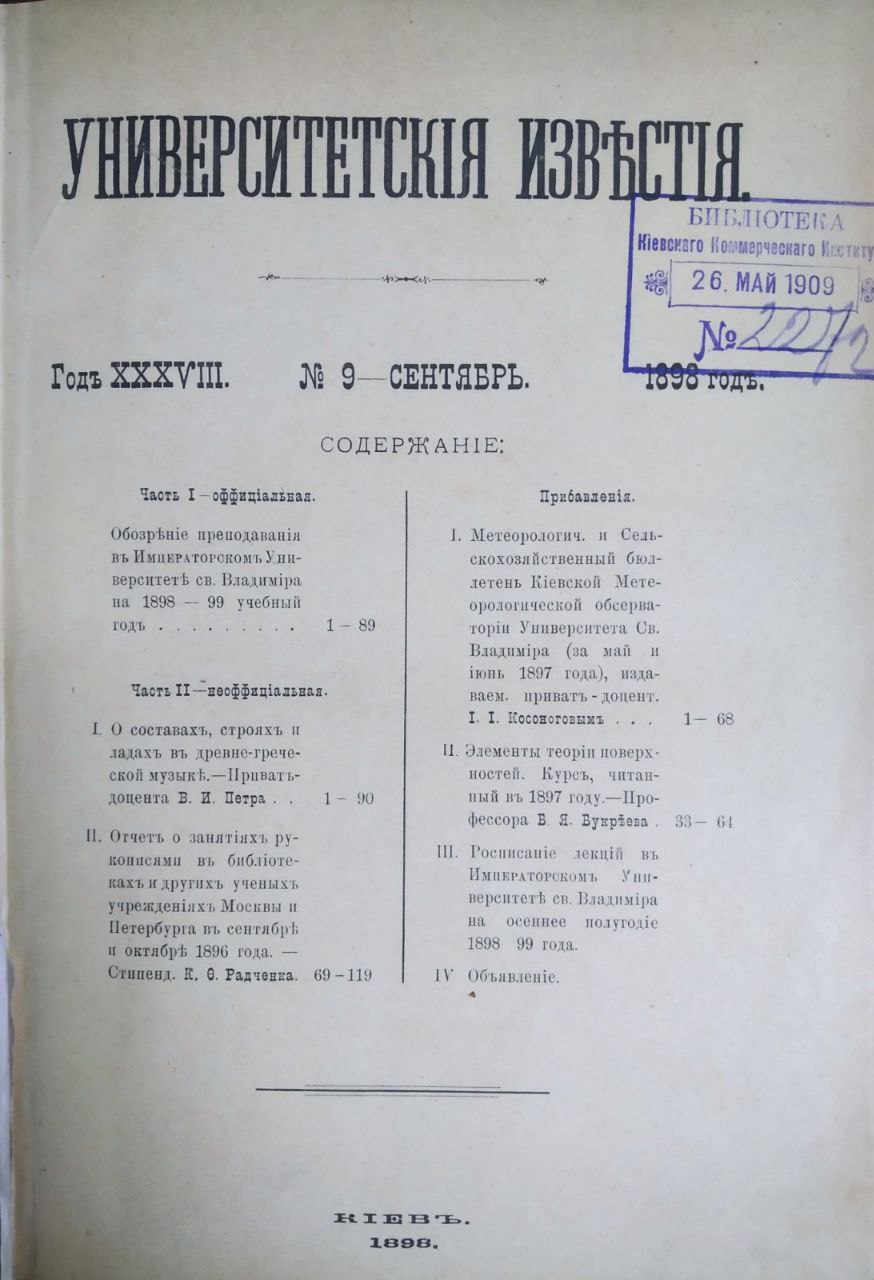 УНИВЕРСИТЕТСКІЯ ИЗВѢСТІЯ.
БИБЛІОТЕКА
Кіевскаго Коммерческаго Институ
26. МАЙ 1909
№
Годъ XXXVIII. № 9—СЕНТЯБРЬ. 1898 годъ.
СОДЕРЖАНІЕ:
Часть I—оффиціальная.
Обозрѣніе преподаванія
въ Императорскомъ Уни-
верситетѣ св. Владиміра
на 1898 — 99 учебный
годъ . . . . . . . . . 1 – 89
Часть II—неоффиціальная.
I. О составахъ, строяхъ и
ладахъ въ древне-грече-
ской музыкѣ.—Приватъ-
доцента В. И. Петра . . 1 – 90
II. Отчет о занятіяхъ ру-
кописями въ библіоте-
кахъ и другихъ ученыхъ
учрежденіяхъ Москвы и
Петербурга въ сентябрѣ
и октябрѣ 1896 года. —
Стипенд. К. Ѳ. Радченка. 69–119
Прибавленія.
I. Метеорологич. и Сель-
скохозяйственный бюл-
летень Кіевской Мете-
орологической обсерва-
торіи Университета Св.
Владиміра (за май и
іюнь 1897 года), изда-
ваем. приватъ-доцент.
I. I. Косоноговымъ . . . 1— 68
II. Элементы теоріи поверх-
ностей. Курсъ, читан-
ный въ 1897 году.—Про-
фессора Б. Я. Букрѣева . 33— 64
III. Росписаніе лекцій въ
Императорскомъ Уни-
верситетѣ св. Владиміра
на осеннее полугодіе
1898 99 года.
IV Объявленіе.
КІЕВЪ.
1898.